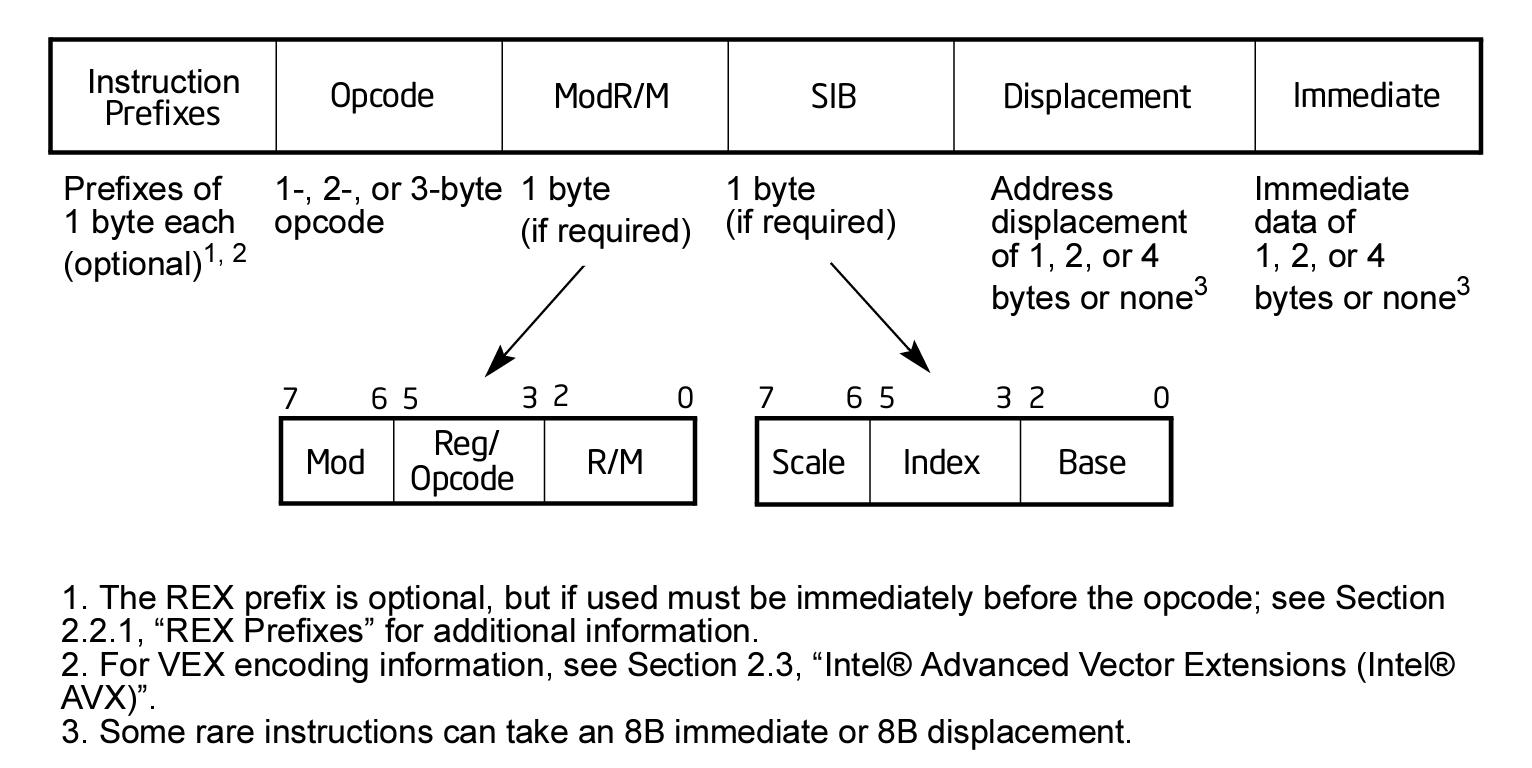 Instruction
Prefixes
Opcode
ModR/M
SIB
Displacement
Immediate
Prefixes of
1 byte each
(optional)1, 2
1-, 2-, or 3-byte
opcode
1 byte
(if required)
1 byte
(if required)
Address
displacement
of 1, 2, or 4
bytes or none3
Immediate
data of
1, 2, or 4
bytes or none3
7 6 5 3 2 0
Mod
Reg/
Opcode
R/M
7 6 5 3 2 0
Scale
Index
Base
1. The REX prefix is optional, but if used must be immediately before the opcode; see Section
2.2.1, “REX Prefixes” for additional information.
2. For VEX encoding information, see Section 2.3, “Intel® Advanced Vector Extensions (Intel®
AVX)”.
3. Some rare instructions can take an 8B immediate or 8B displacement.